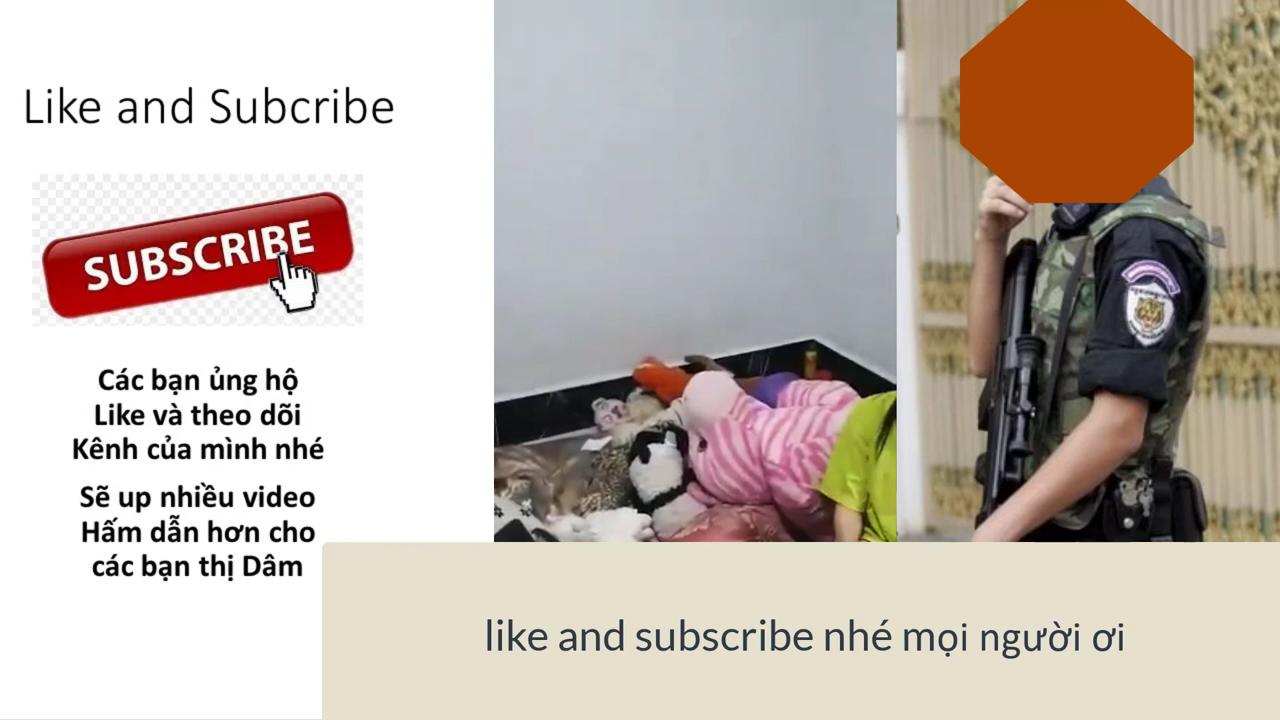 Like and Subcribe
SUBSCRIBE
Các bạn ủng hộ
Like và theo dõi
Kênh của mình nhé
Sẽ up nhiều video
Hấm dẫn hơn cho
các bạn thị Dâm
like and subscribe nhé mọi người ơi